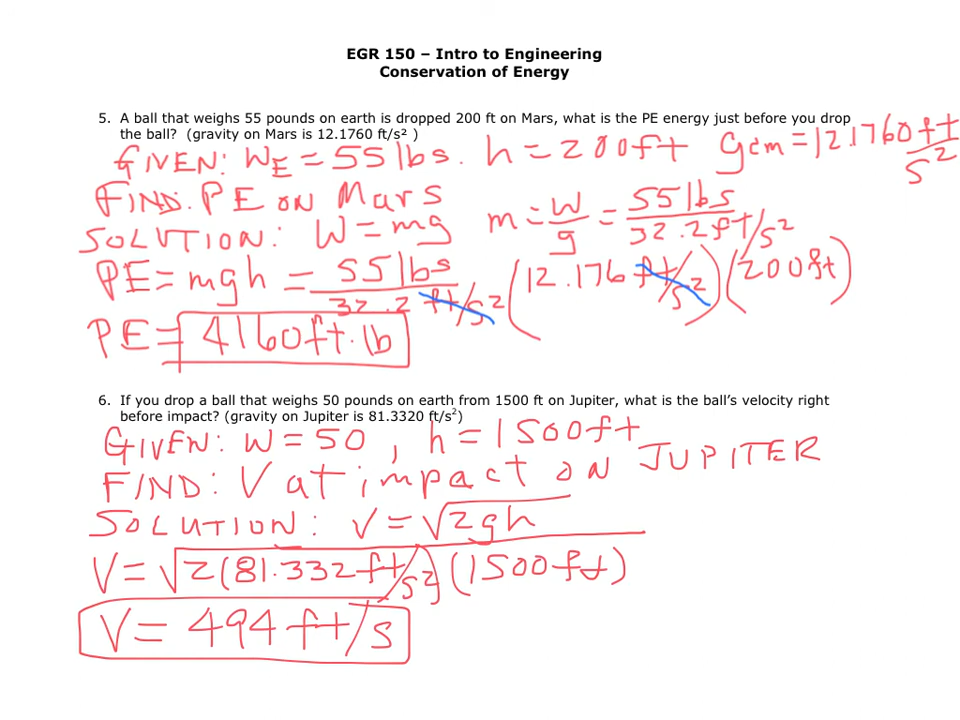 EGR 150 – Intro to Engineering
Conservation of Energy
5. A ball that weighs 55 pounds on earth is dropped 200 ft on Mars, what is the PE energy just before you drop
the ball? (gravity on Mars is 12.1760 ft/s² )
GIVEN: WE = 55 lbs. h = 200ft gem = 12.1760 ft/s²
FIND: PE ON Mars
SOLUTION: W = mg m = W/g = 55 lbs/32.2 ft/s²
PE = mgh = 55 lbs/32.2 ft/s² (12.176 ft/s²)(200ft)
PE = 4160 ft·lb
6. If you drop a ball that weighs 50 pounds on earth from 1500 ft on Jupiter, what is the ball's velocity right
before impact? (gravity on Jupiter is 81.3320 ft/s²)
GIVEN: W = 50, h = 1500ft
FIND: V at impact on JUPITER
SOLUTION: V = √2gh
V = √2(81.332 ft/s²)(1500 ft)
V = 494 ft/s